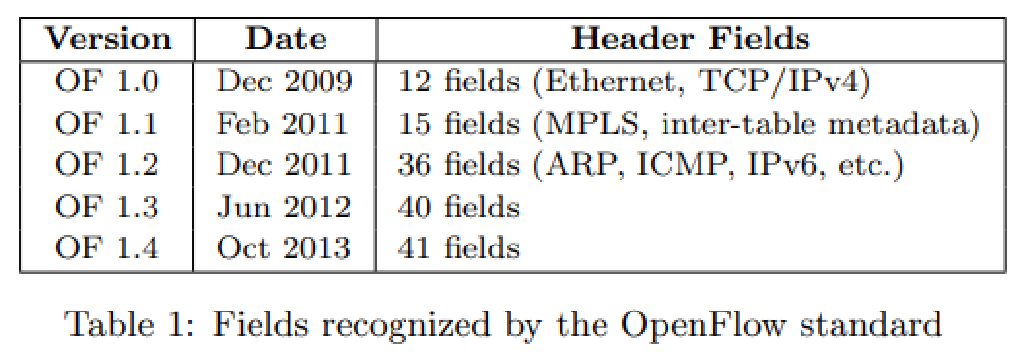 Version Date Header Fields
OF 1.0 Dec 2009 12 fields (Ethernet, TCP/IPv4)
OF 1.1 Feb 2011 15 fields (MPLS, inter-table metadata)
OF 1.2 Dec 2011 36 fields (ARP, ICMP, IPv6, etc.)
OF 1.3 Jun 2012 40 fields
OF 1.4 Oct 2013 41 fields
Table 1: Fields recognized by the OpenFlow standard